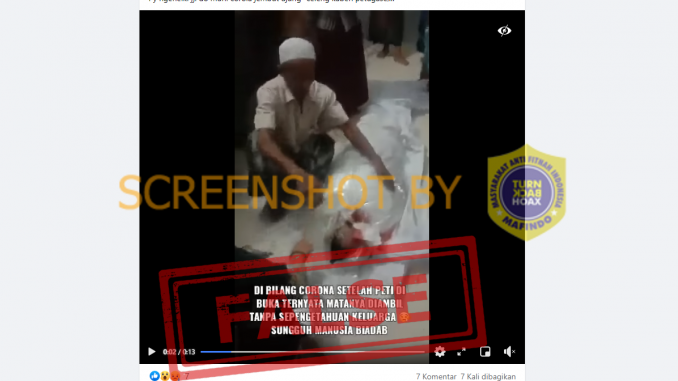 SCREENSHOT BY
MASYARAKAT ANTI FITNAH INDONESIA
TURN
BACK
HOAX
MAFINDO
FALSE
DI BILANG CORONA SETELAH PETI DI
BUKA TERNYATA MATANYA DIAMBIL
TANPA SEPENGETAHUAN KELUARGA 😢
SUNGGUH MANUSIA BIADAB
0:02 / 0:13
7
7 Komentar 7 Kali dibagikan